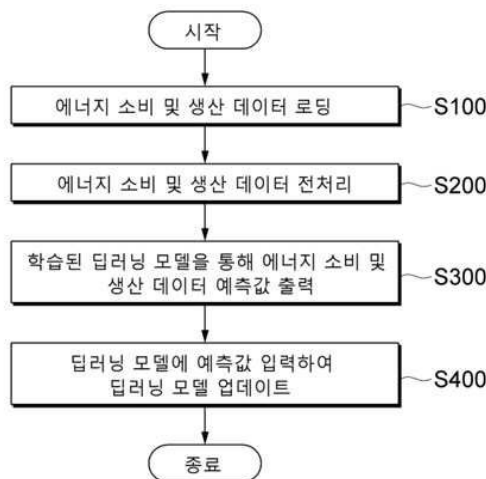 시작
에너지 소비 및 생산 데이터 로딩
S100
에너지 소비 및 생산 데이터 전처리
S200
학습된 딥러닝 모델을 통해 에너지 소비 및
생산 데이터 예측값 출력
S300
딥러닝 모델에 예측값 입력하여
딥러닝 모델 업데이트
S400
종료